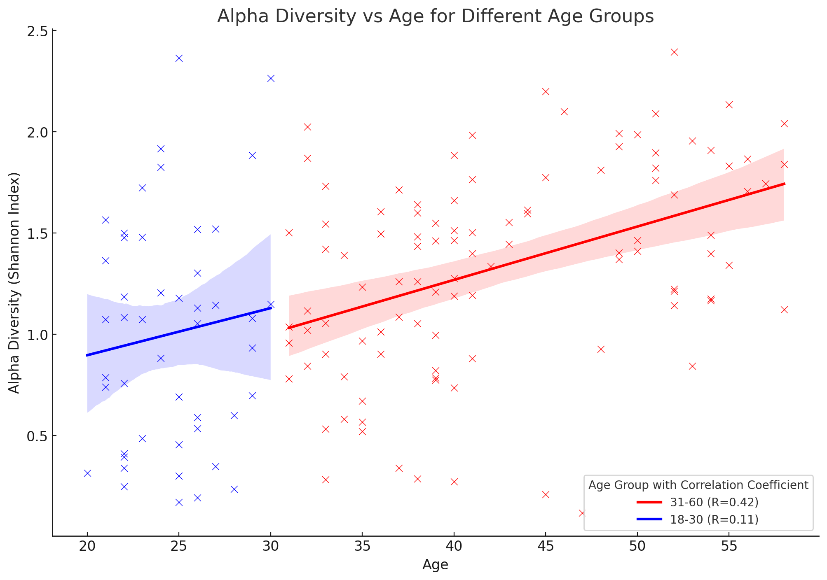 Alpha Diversity vs Age for Different Age Groups
2.5
2.0
1.5
1.0
0.5
Alpha Diversity (Shannon Index)
20
25
30
35
40
45
50
55
Age
Age Group with Correlation Coefficient
31-60 (R=0.42)
18-30 (R=0.11)